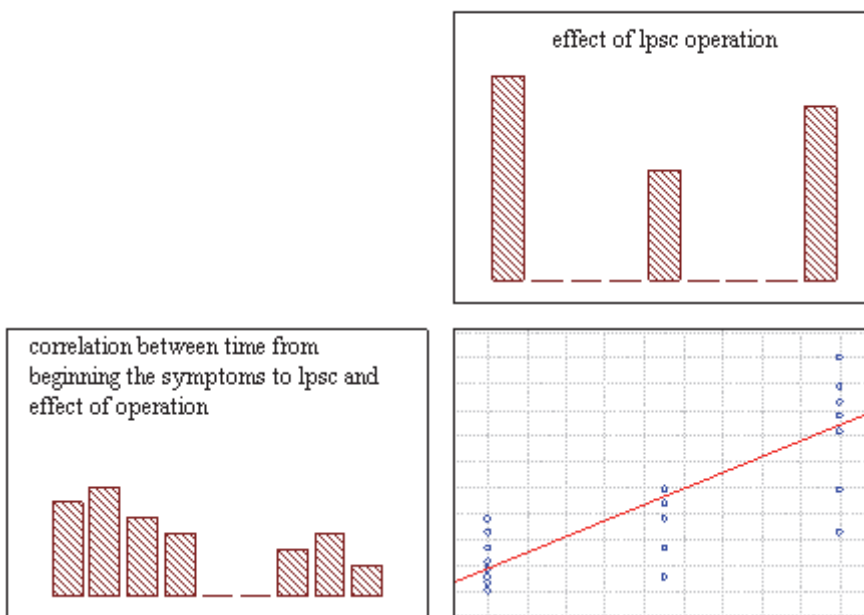 effect of lpsc operation
correlation between time from
beginning the symptoms to lpsc and
effect of operation